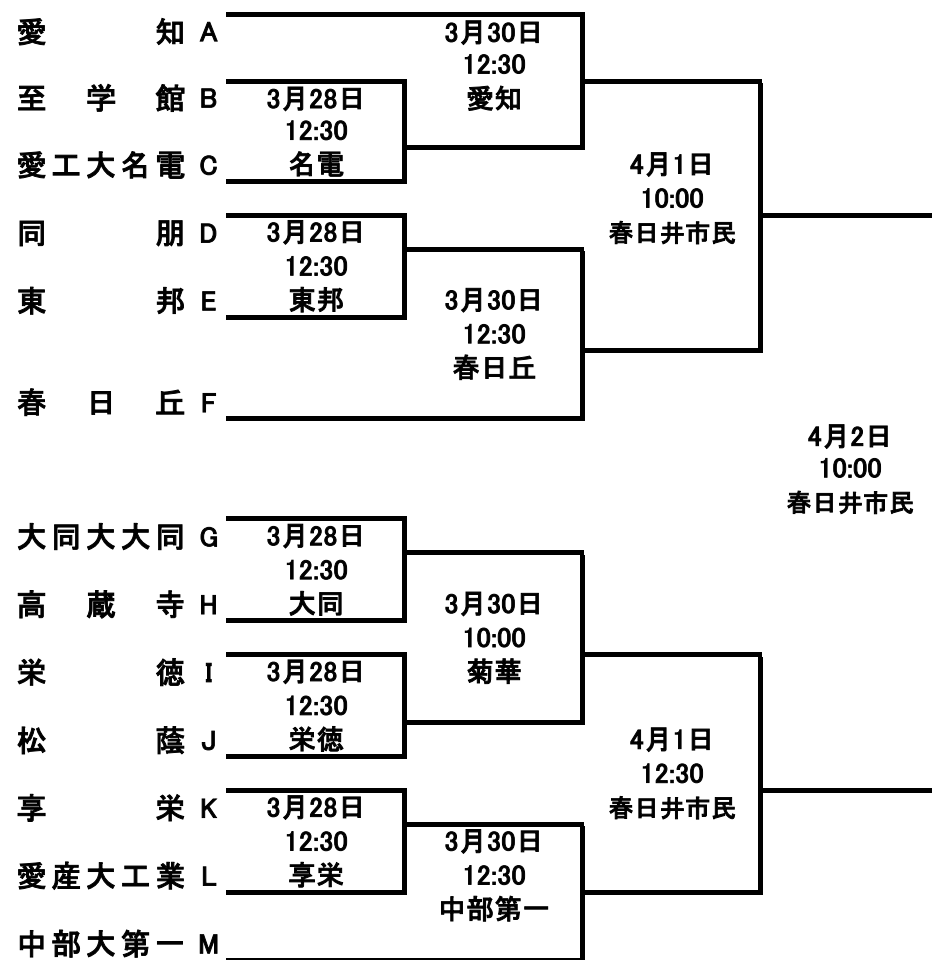 愛知 A
3月30日
12:30
愛知
至学館 B
3月28日
12:30
名電
愛工大名電 C
4月1日
10:00
春日井市民
同朋 D
3月28日
12:30
東邦
東邦 E
3月30日
12:30
春日丘
春日丘 F
4月2日
10:00
春日井市民
大同大大同 G
3月28日
12:30
大同
高蔵寺 H
3月30日
10:00
菊華
栄徳 I
3月28日
12:30
栄徳
松蔭 J
4月1日
12:30
春日井市民
享栄 K
3月28日
12:30
享栄
愛産大工業 L
3月30日
12:30
中部第一
中部大第一 M